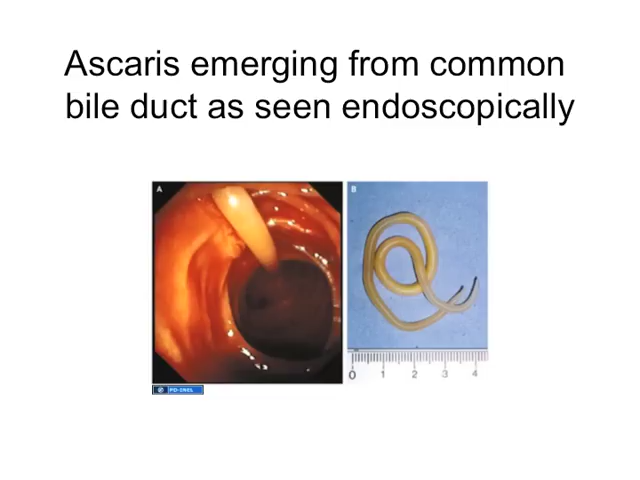 Ascaris emerging from common
bile duct as seen endoscopically
A
B
0 1 2 3 4